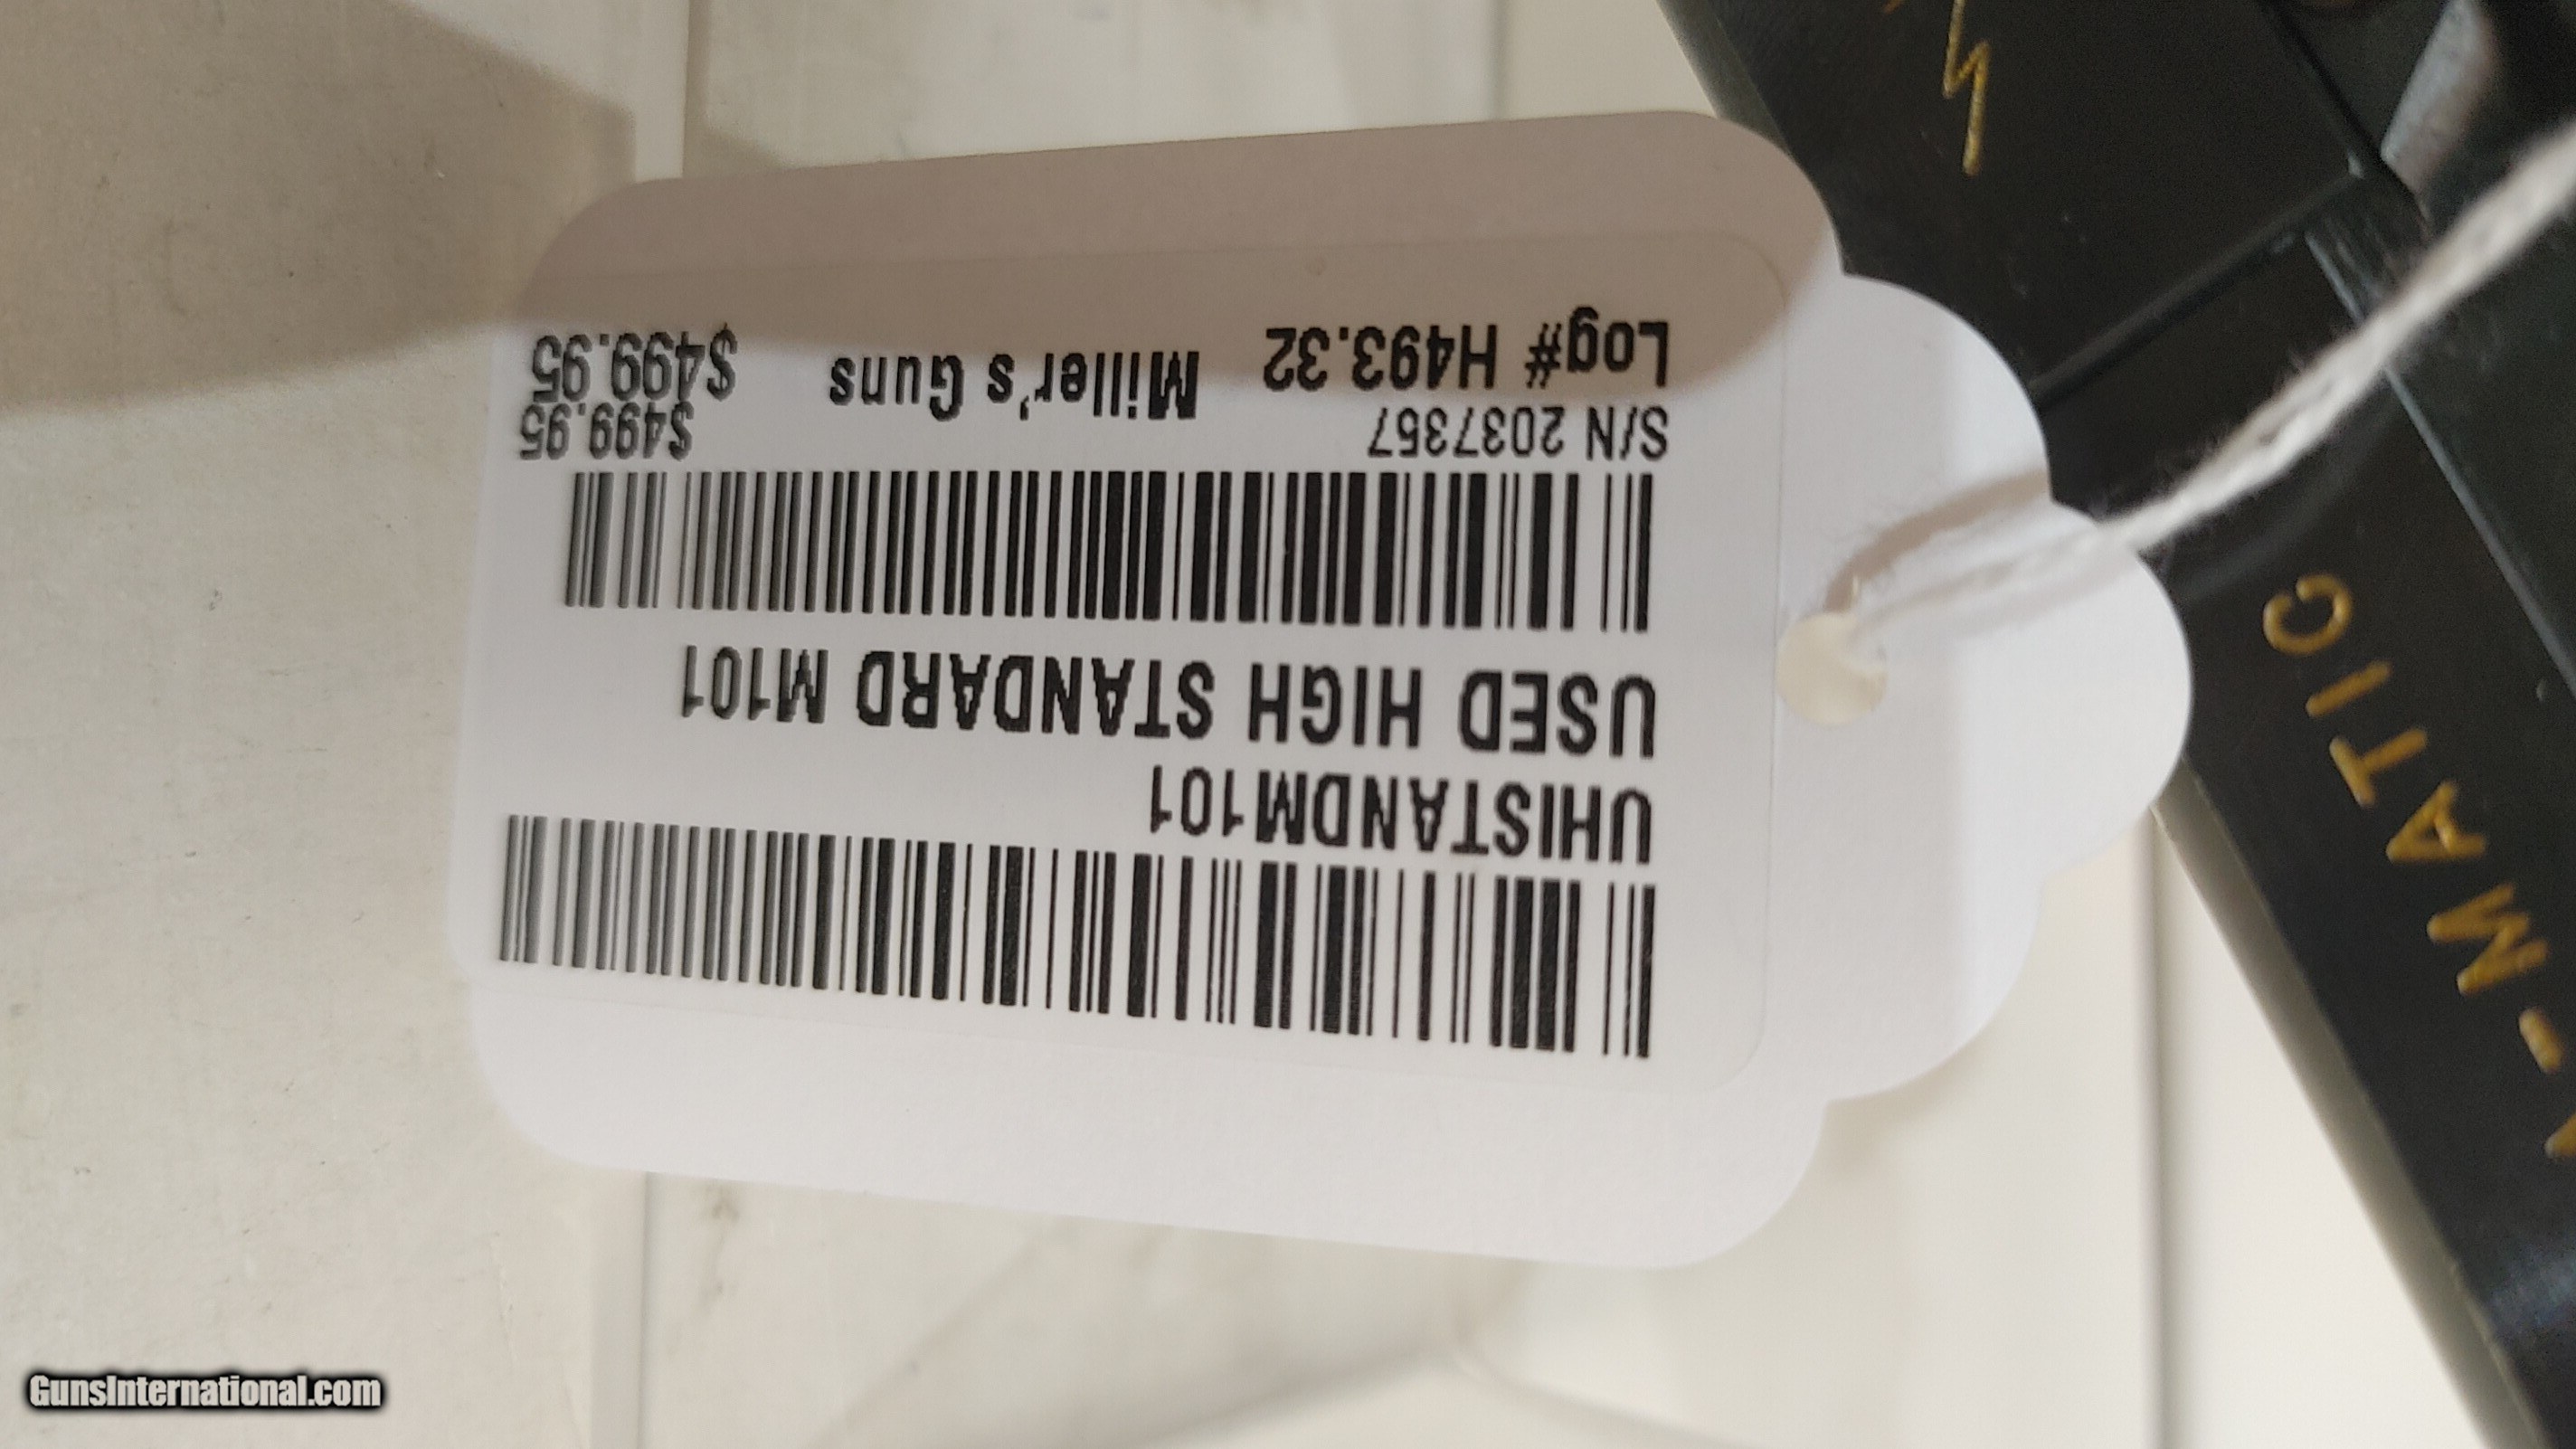 UHISTANDM101
USED HIGH STANDARD M101
S/N 2037357 $499.95
Log# H493.32 Miller's Guns $499.95
-MATIC
GunsInternational.com